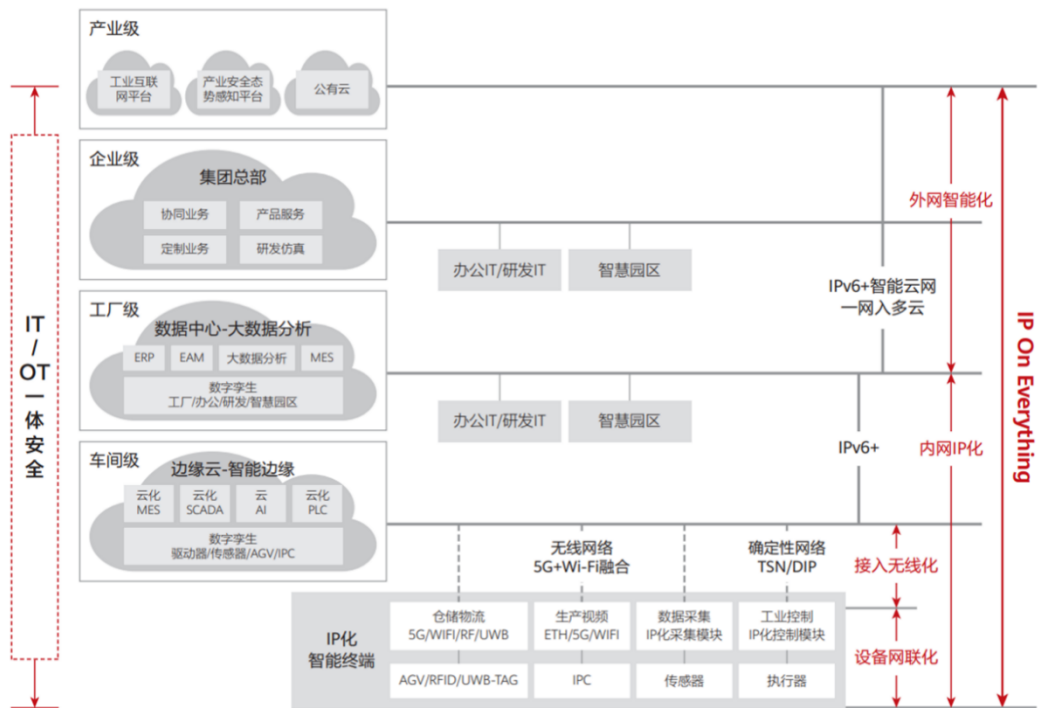 产业级
工业互联
网平台
产业安全态
势感知平台
公有云
企业级
集团总部
协同业务
产品服务
定制业务
研发仿真
外网智能化
办公IT/研发IT
智慧园区
IPv6+智能云网
一网入多云
工厂级
数据中心-大数据分析
ERP
EAM
大数据分析
MES
数字孪生
工厂/办公/研发/智慧园区
IT
/
OT
一
体
安
全
IP On Everything
办公IT/研发IT
智慧园区
IPv6+
内网IP化
车间级
边缘云-智能边缘
云化
MES
云化
SCADA
云
AI
云化
PLC
数字孪生
驱动器/传感器/AGV/IPC
无线网络
5G+Wi-Fi融合
确定性网络
TSN/DIP
接入无线化
IP化
智能终端
仓储物流
5G/WIFI/RF/UWB
生产视频
ETH/5G/WIFI
数据采集
IP化采集模块
工业控制
IP化控制模块
设备网联化
AGV/RFID/UWB-TAG
IPC
传感器
执行器